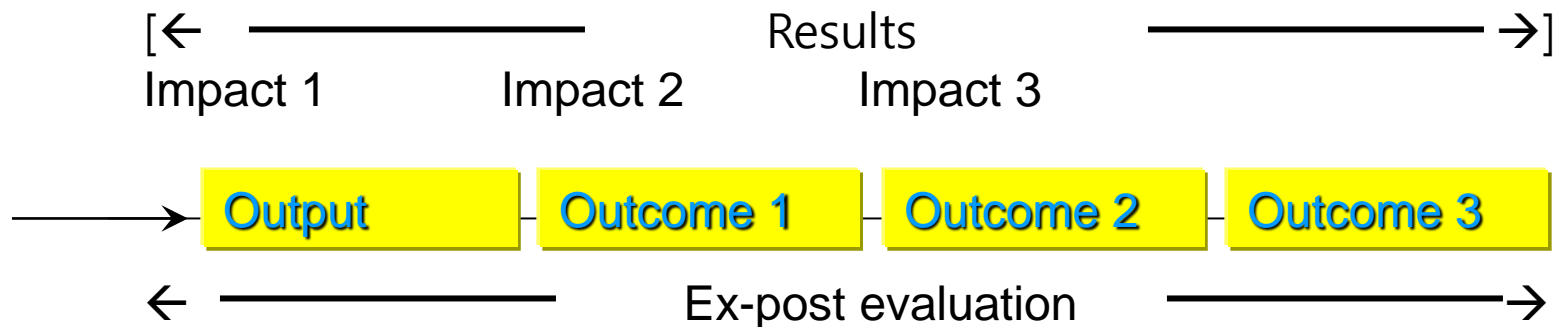 [← Results →]
Impact 1 Impact 2 Impact 3
Output Outcome 1 Outcome 2 Outcome 3
← Ex-post evaluation →